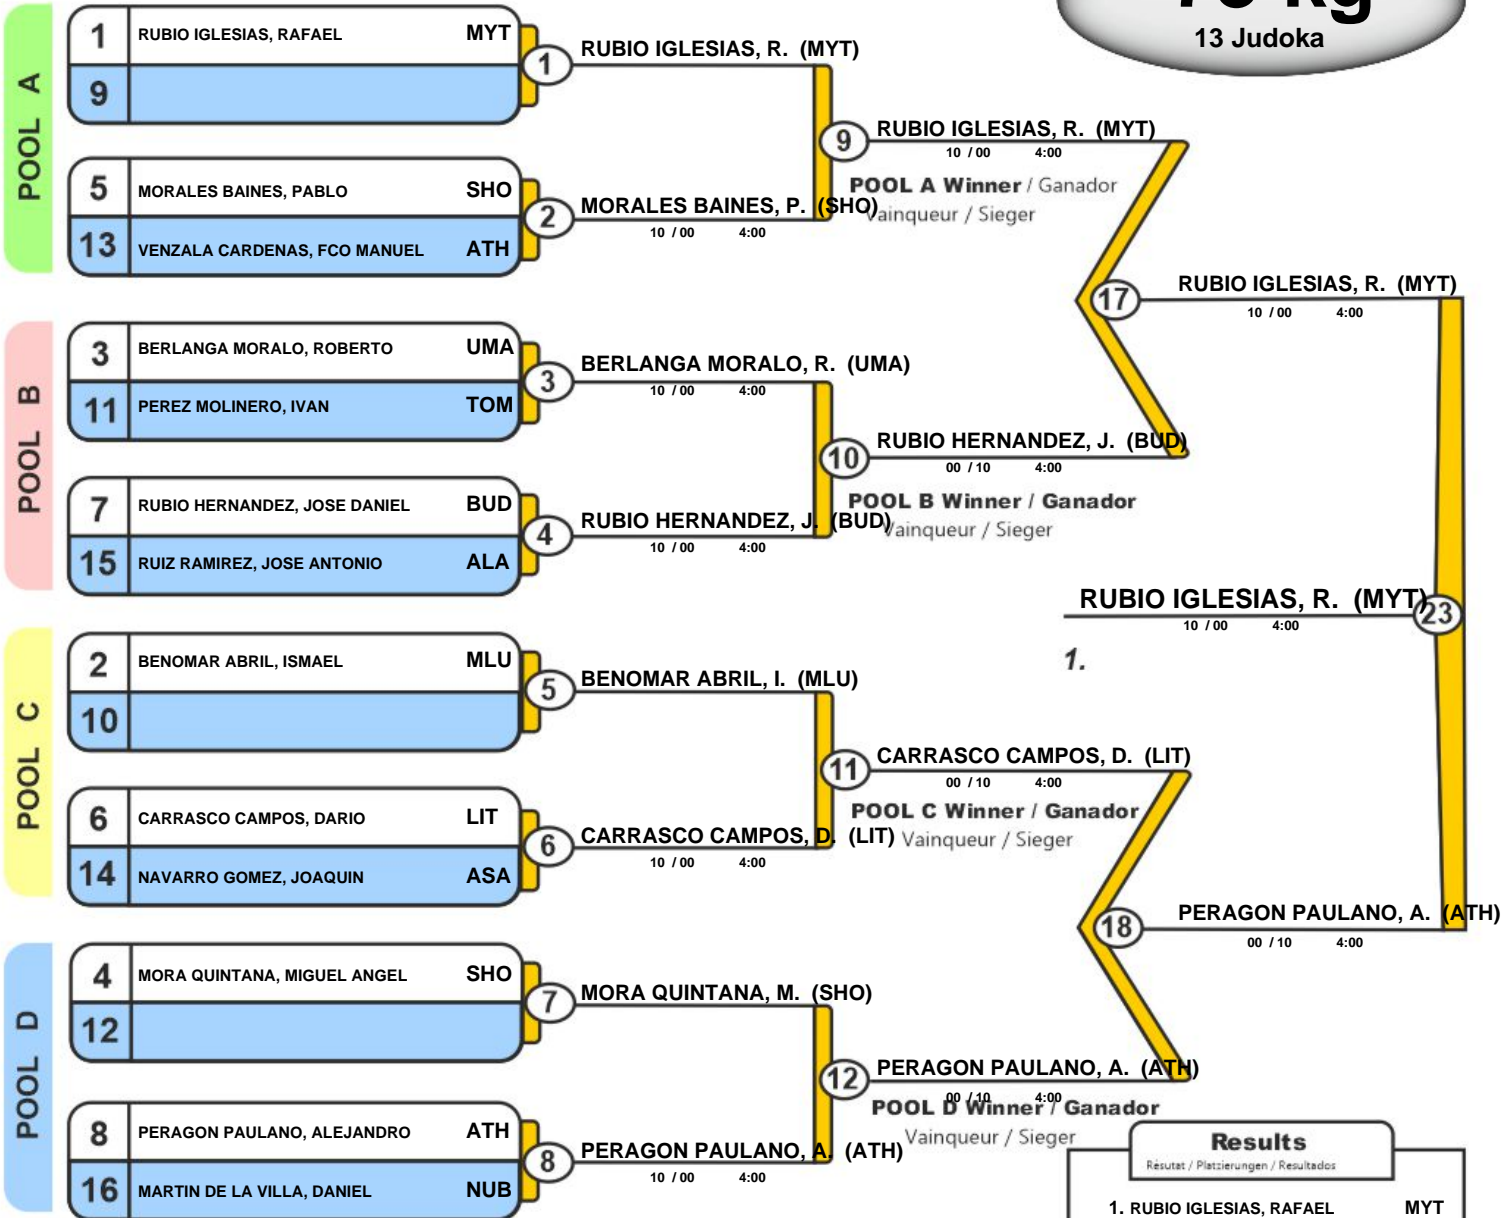 73 kg
13 Judoka
POOL A
1 RUBIO IGLESIAS, RAFAEL MYT
9
1 RUBIO IGLESIAS, R. (MYT)
5 MORALES BAINES, PABLO SHO
13 VENZALA CARDENAS, FCO MANUEL ATH
2 MORALES BAINES, P. (SHO)
10 / 00 4:00
9 RUBIO IGLESIAS, R. (MYT)
10 / 00 4:00
POOL A Winner / Ganador
Vainqueur / Sieger
POOL B
3 BERLANGA MORALO, ROBERTO UMA
11 PEREZ MOLINERO, IVAN TOM
3 BERLANGA MORALO, R. (UMA)
10 / 00 4:00
7 RUBIO HERNANDEZ, JOSE DANIEL BUD
15 RUIZ RAMIREZ, JOSE ANTONIO ALA
4 RUBIO HERNANDEZ, J. (BUD)
10 / 00 4:00
10 RUBIO HERNANDEZ, J. (BUD)
00 / 10 4:00
POOL B Winner / Ganador
Vainqueur / Sieger
17 RUBIO IGLESIAS, R. (MYT)
10 / 00 4:00
RUBIO IGLESIAS, R. (MYT) 23
10 / 00 4:00
1.
POOL C
2 BENOMAR ABRIL, ISMAEL MLU
10
5 BENOMAR ABRIL, I. (MLU)
6 CARRASCO CAMPOS, DARIO LIT
14 NAVARRO GOMEZ, JOAQUIN ASA
6 CARRASCO CAMPOS, D. (LIT)
10 / 00 4:00
11 CARRASCO CAMPOS, D. (LIT)
00 / 10 4:00
POOL C Winner / Ganador
Vainqueur / Sieger
POOL D
4 MORA QUINTANA, MIGUEL ANGEL SHO
12
7 MORA QUINTANA, M. (SHO)
8 PERAGON PAULANO, ALEJANDRO ATH
16 MARTIN DE LA VILLA, DANIEL NUB
8 PERAGON PAULANO, A. (ATH)
10 / 00 4:00
12 PERAGON PAULANO, A. (ATH)
00 / 10 4:00
POOL D Winner / Ganador
Vainqueur / Sieger
18 PERAGON PAULANO, A. (ATH)
00 / 10 4:00
Results
Résutat / Platzierungen / Resultados
1. RUBIO IGLESIAS, RAFAEL MYT